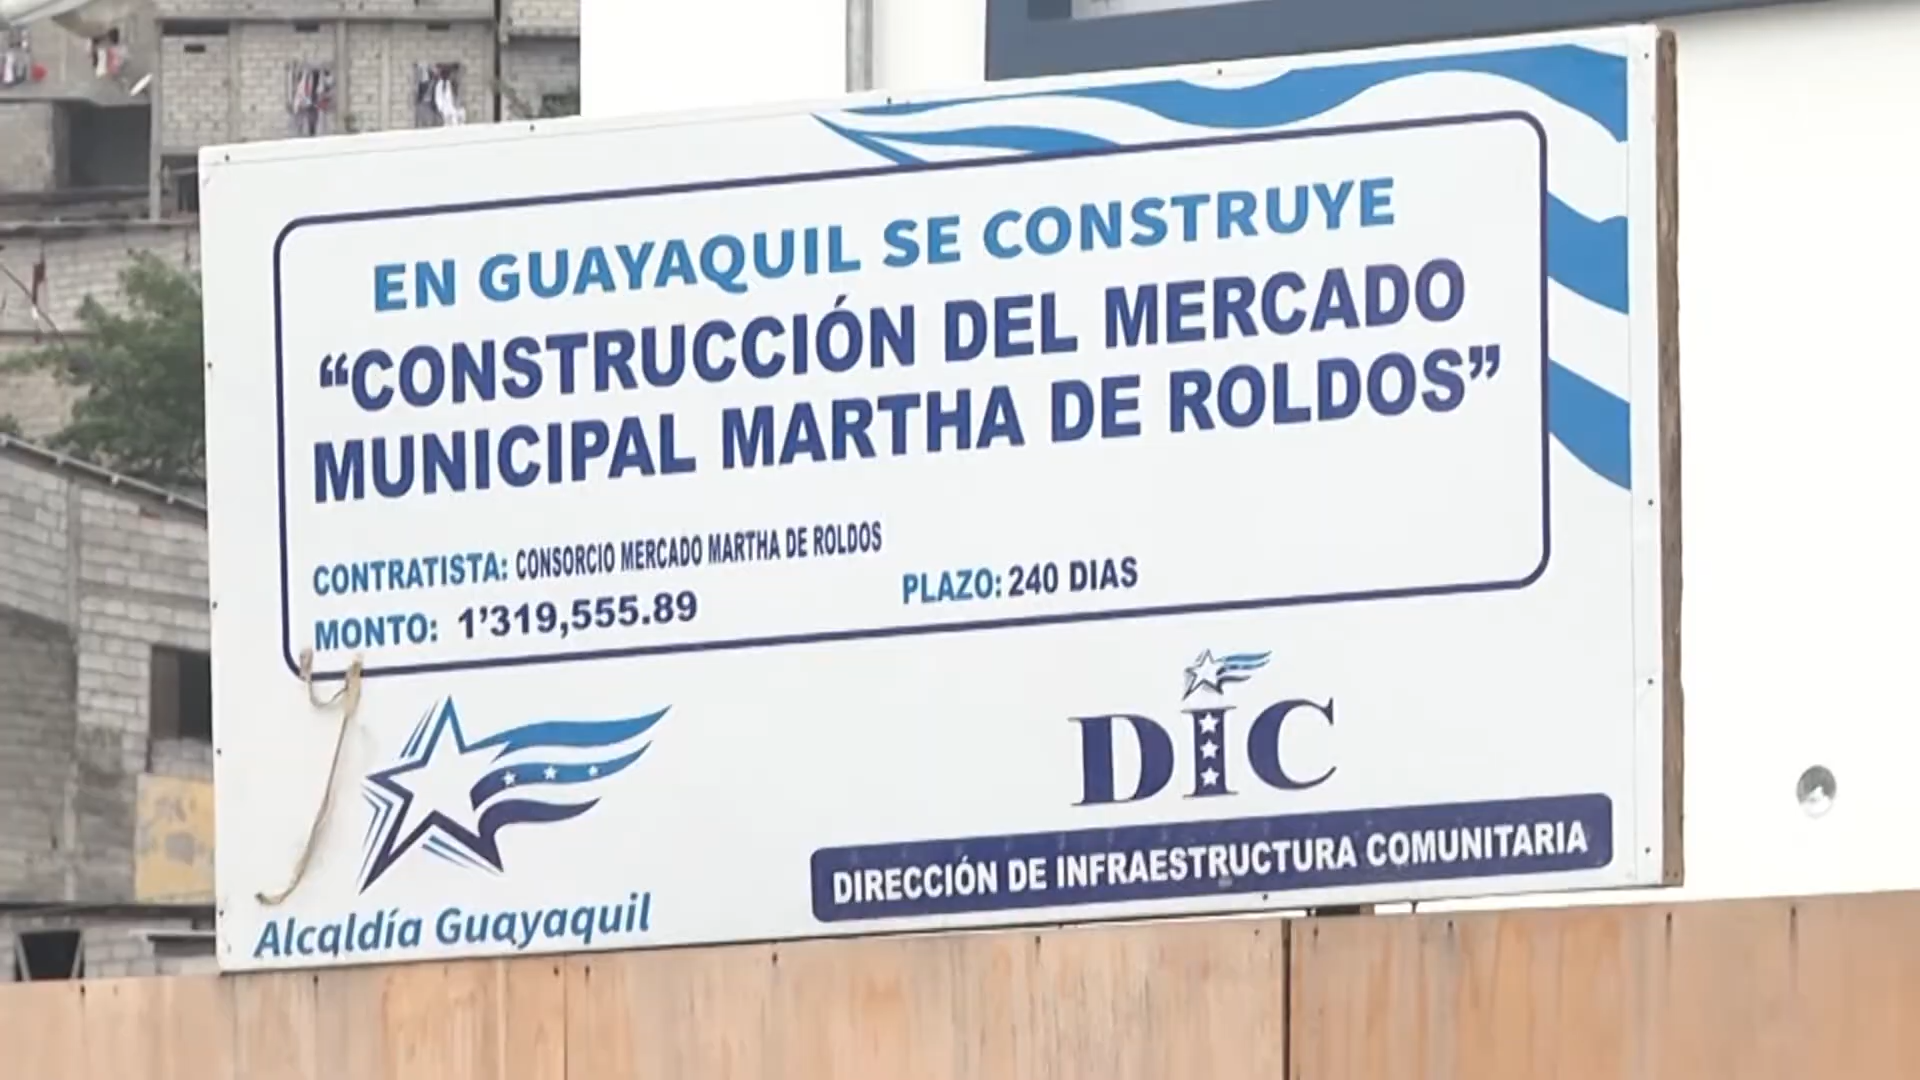 EN GUAYAQUIL SE CONSTRUYE
“CONSTRUCCIÓN DEL MERCADO
MUNICIPAL MARTHA DE ROLDOS”
CONTRATISTA: CONSORCIO MERCADO MARTHA DE ROLDOS
MONTO: 1’319,555.89
PLAZO: 240 DIAS
Alcaldía Guayaquil
DIC
DIRECCIÓN DE INFRAESTRUCTURA COMUNITARIA